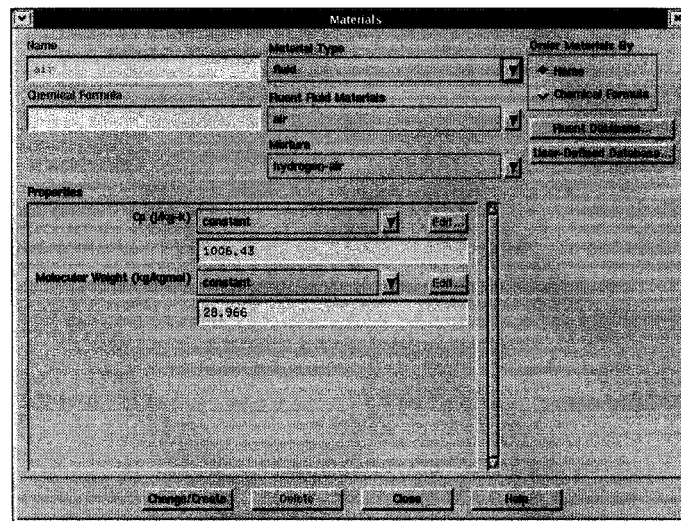 Materials
Name
air
Chemical Formula
Material Type
fluid
Fluent Fluid Materials
air
Mixture
hydrogen-air
Order Materials By
Name
Chemical Formula
Fluent Database...
User-Defined Database...
Properties
Cp (j/kg-k) constant Edit...
1006.43
Molecular Weight (kg/kgmol) constant Edit...
28.966
Change/Create Delete Close Help